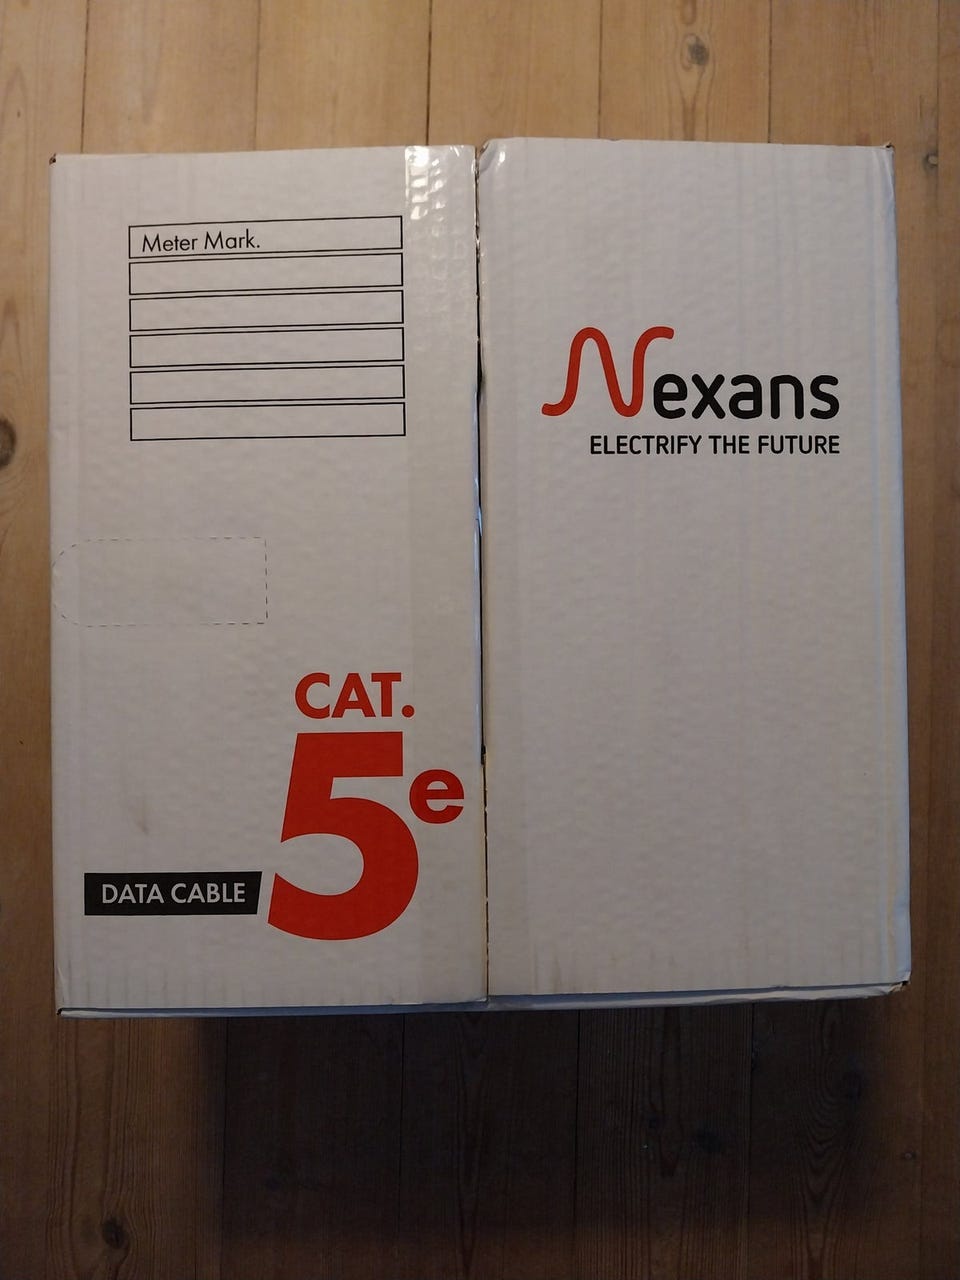 Meter Mark.
Nexans
ELECTRIFY THE FUTURE
CAT.
5e
DATA CABLE